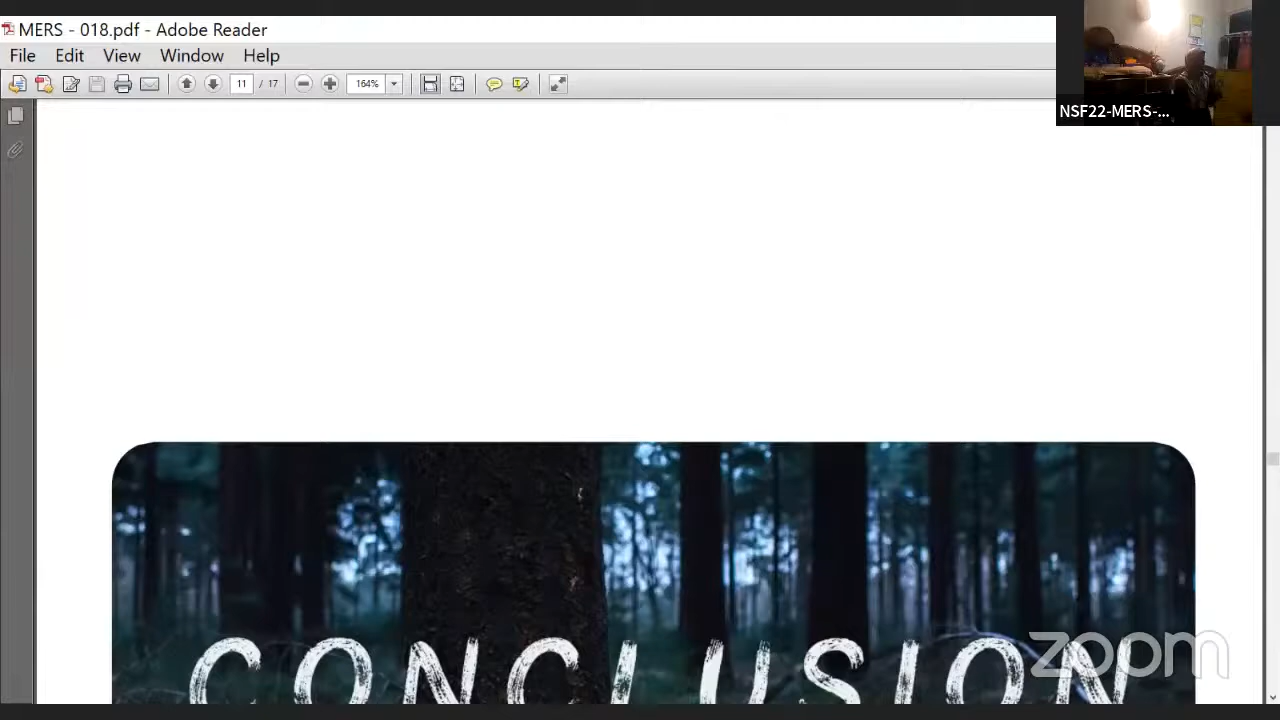 MERS - 018.pdf - Adobe Reader
File Edit View Window Help
11 / 17 164%
NSF22-MERS-...
CONCLUSION
zoom